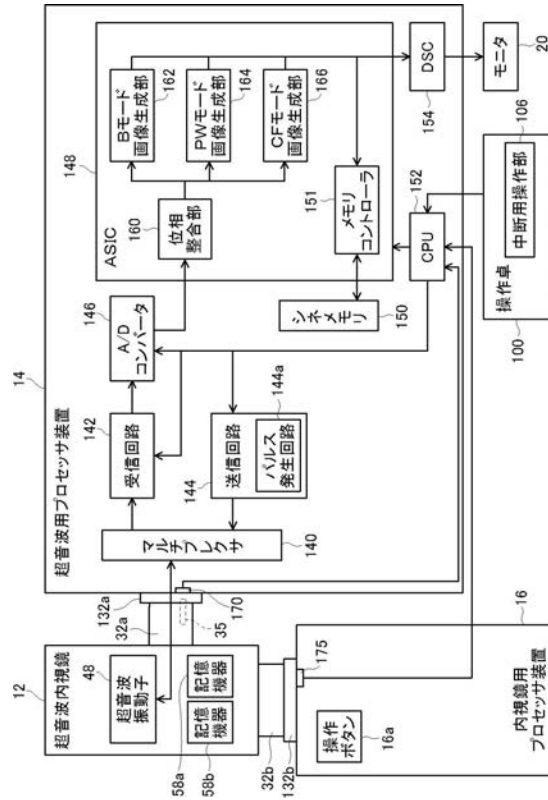 14
超音波用プロセッサ装置
12
超音波内視鏡
48
超音波
振動子
58a
記憶
機器
58b
記憶
機器
132a
32a
35
170
マルチプレクサ
140
受信回路
142
送信回路
144
パルス
発生回路
144a
A/D
コンバータ
146
ASIC
148
位相
整合部
160
Bモード
画像生成部
162
PWモード
画像生成部
164
CFモード
画像生成部
166
メモリ
コントローラ
151
シネメモリ
150
CPU
152
DSC
154
モニタ
20
操作卓
100
中断用操作部
106
32b
132b
175
16
操作
ボタン
16a
内視鏡用
プロセッサ装置